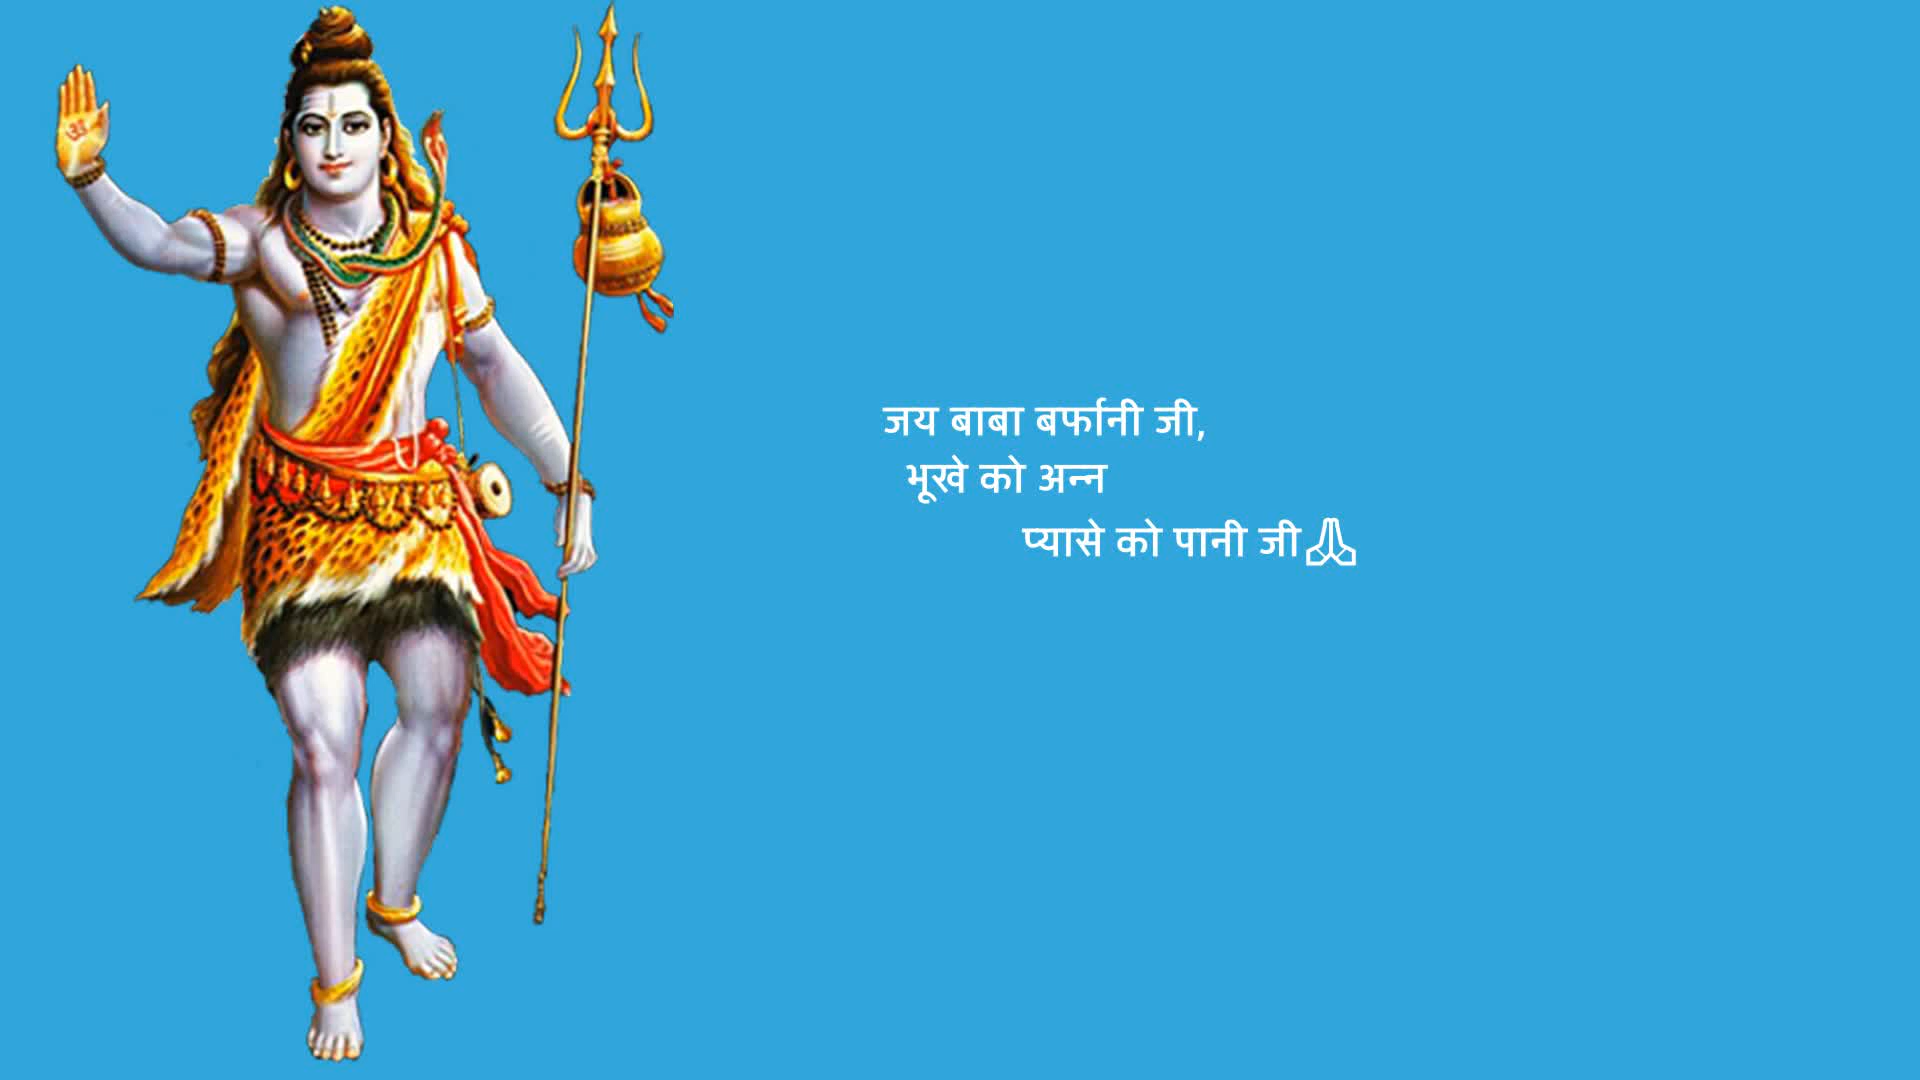 जय बाबा बर्फानी जी,
भूखे को अन्न
प्यासे को पानी जी🙏